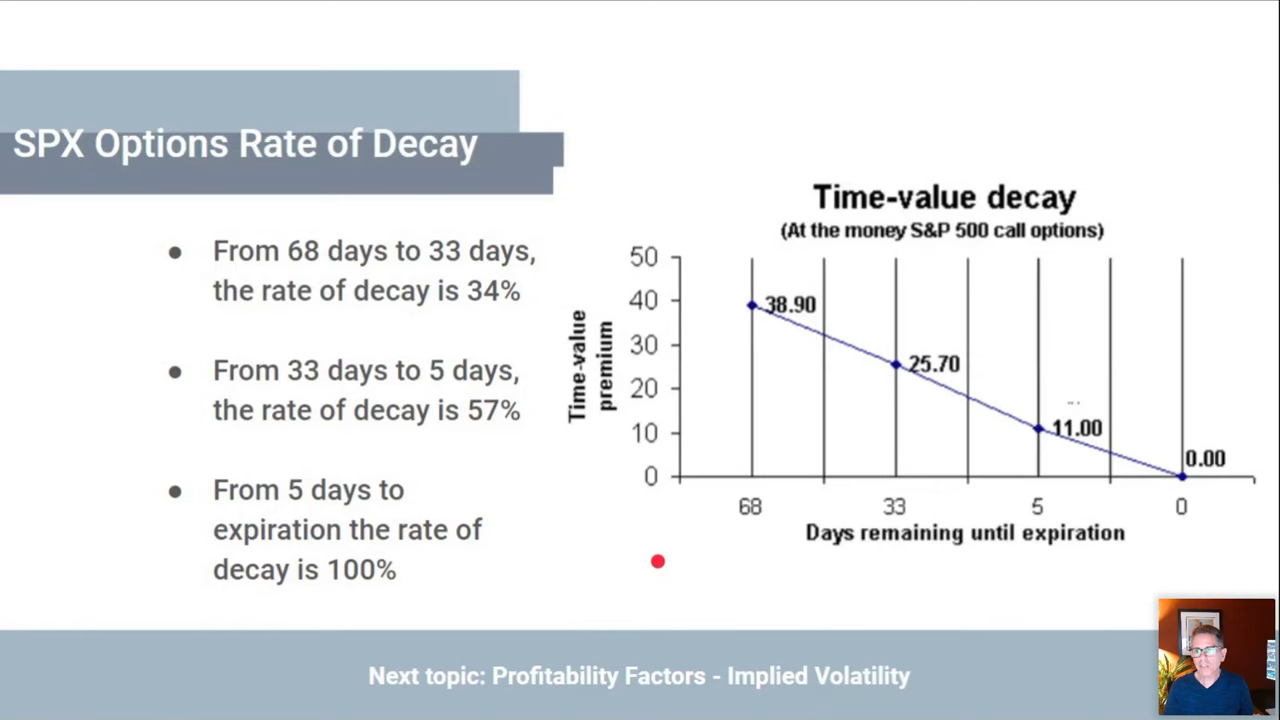 SPX Options Rate of Decay
● From 68 days to 33 days,
the rate of decay is 34%
● From 33 days to 5 days,
the rate of decay is 57%
● From 5 days to
expiration the rate of
decay is 100%
Time-value decay
(At the money S&P 500 call options)
Time-value
premium
50
40
30
20
10
0
38.90
25.70
11.00
0.00
68 33 5 0
Days remaining until expiration
Next topic: Profitability Factors - Implied Volatility